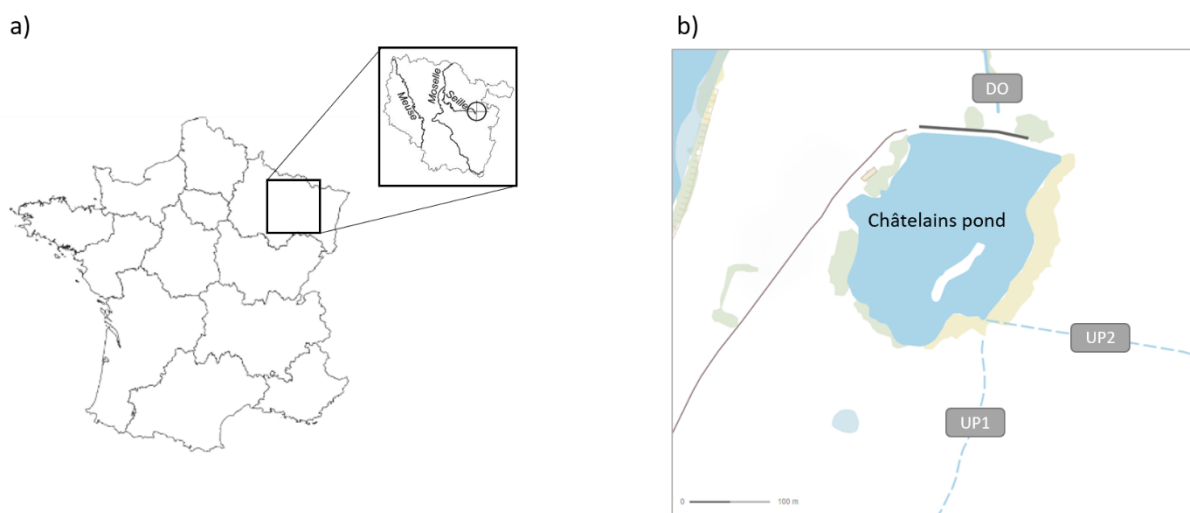 a)
Meuse
Moselle
Seille
b)
DO
Châtelains pond
UP2
UP1
0 100 m